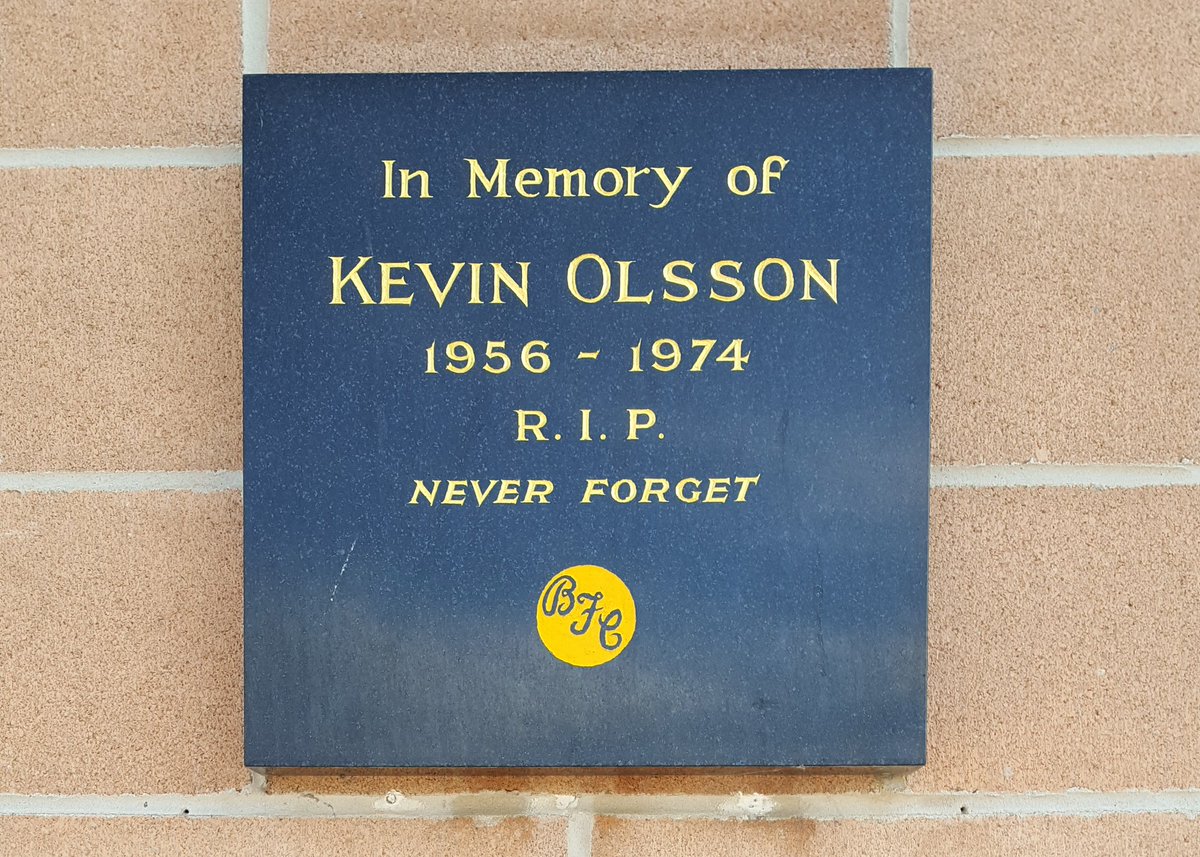 In Memory of
KEVIN OLSSON
1956 - 1974
R. I. P.
NEVER FORGET
BFC